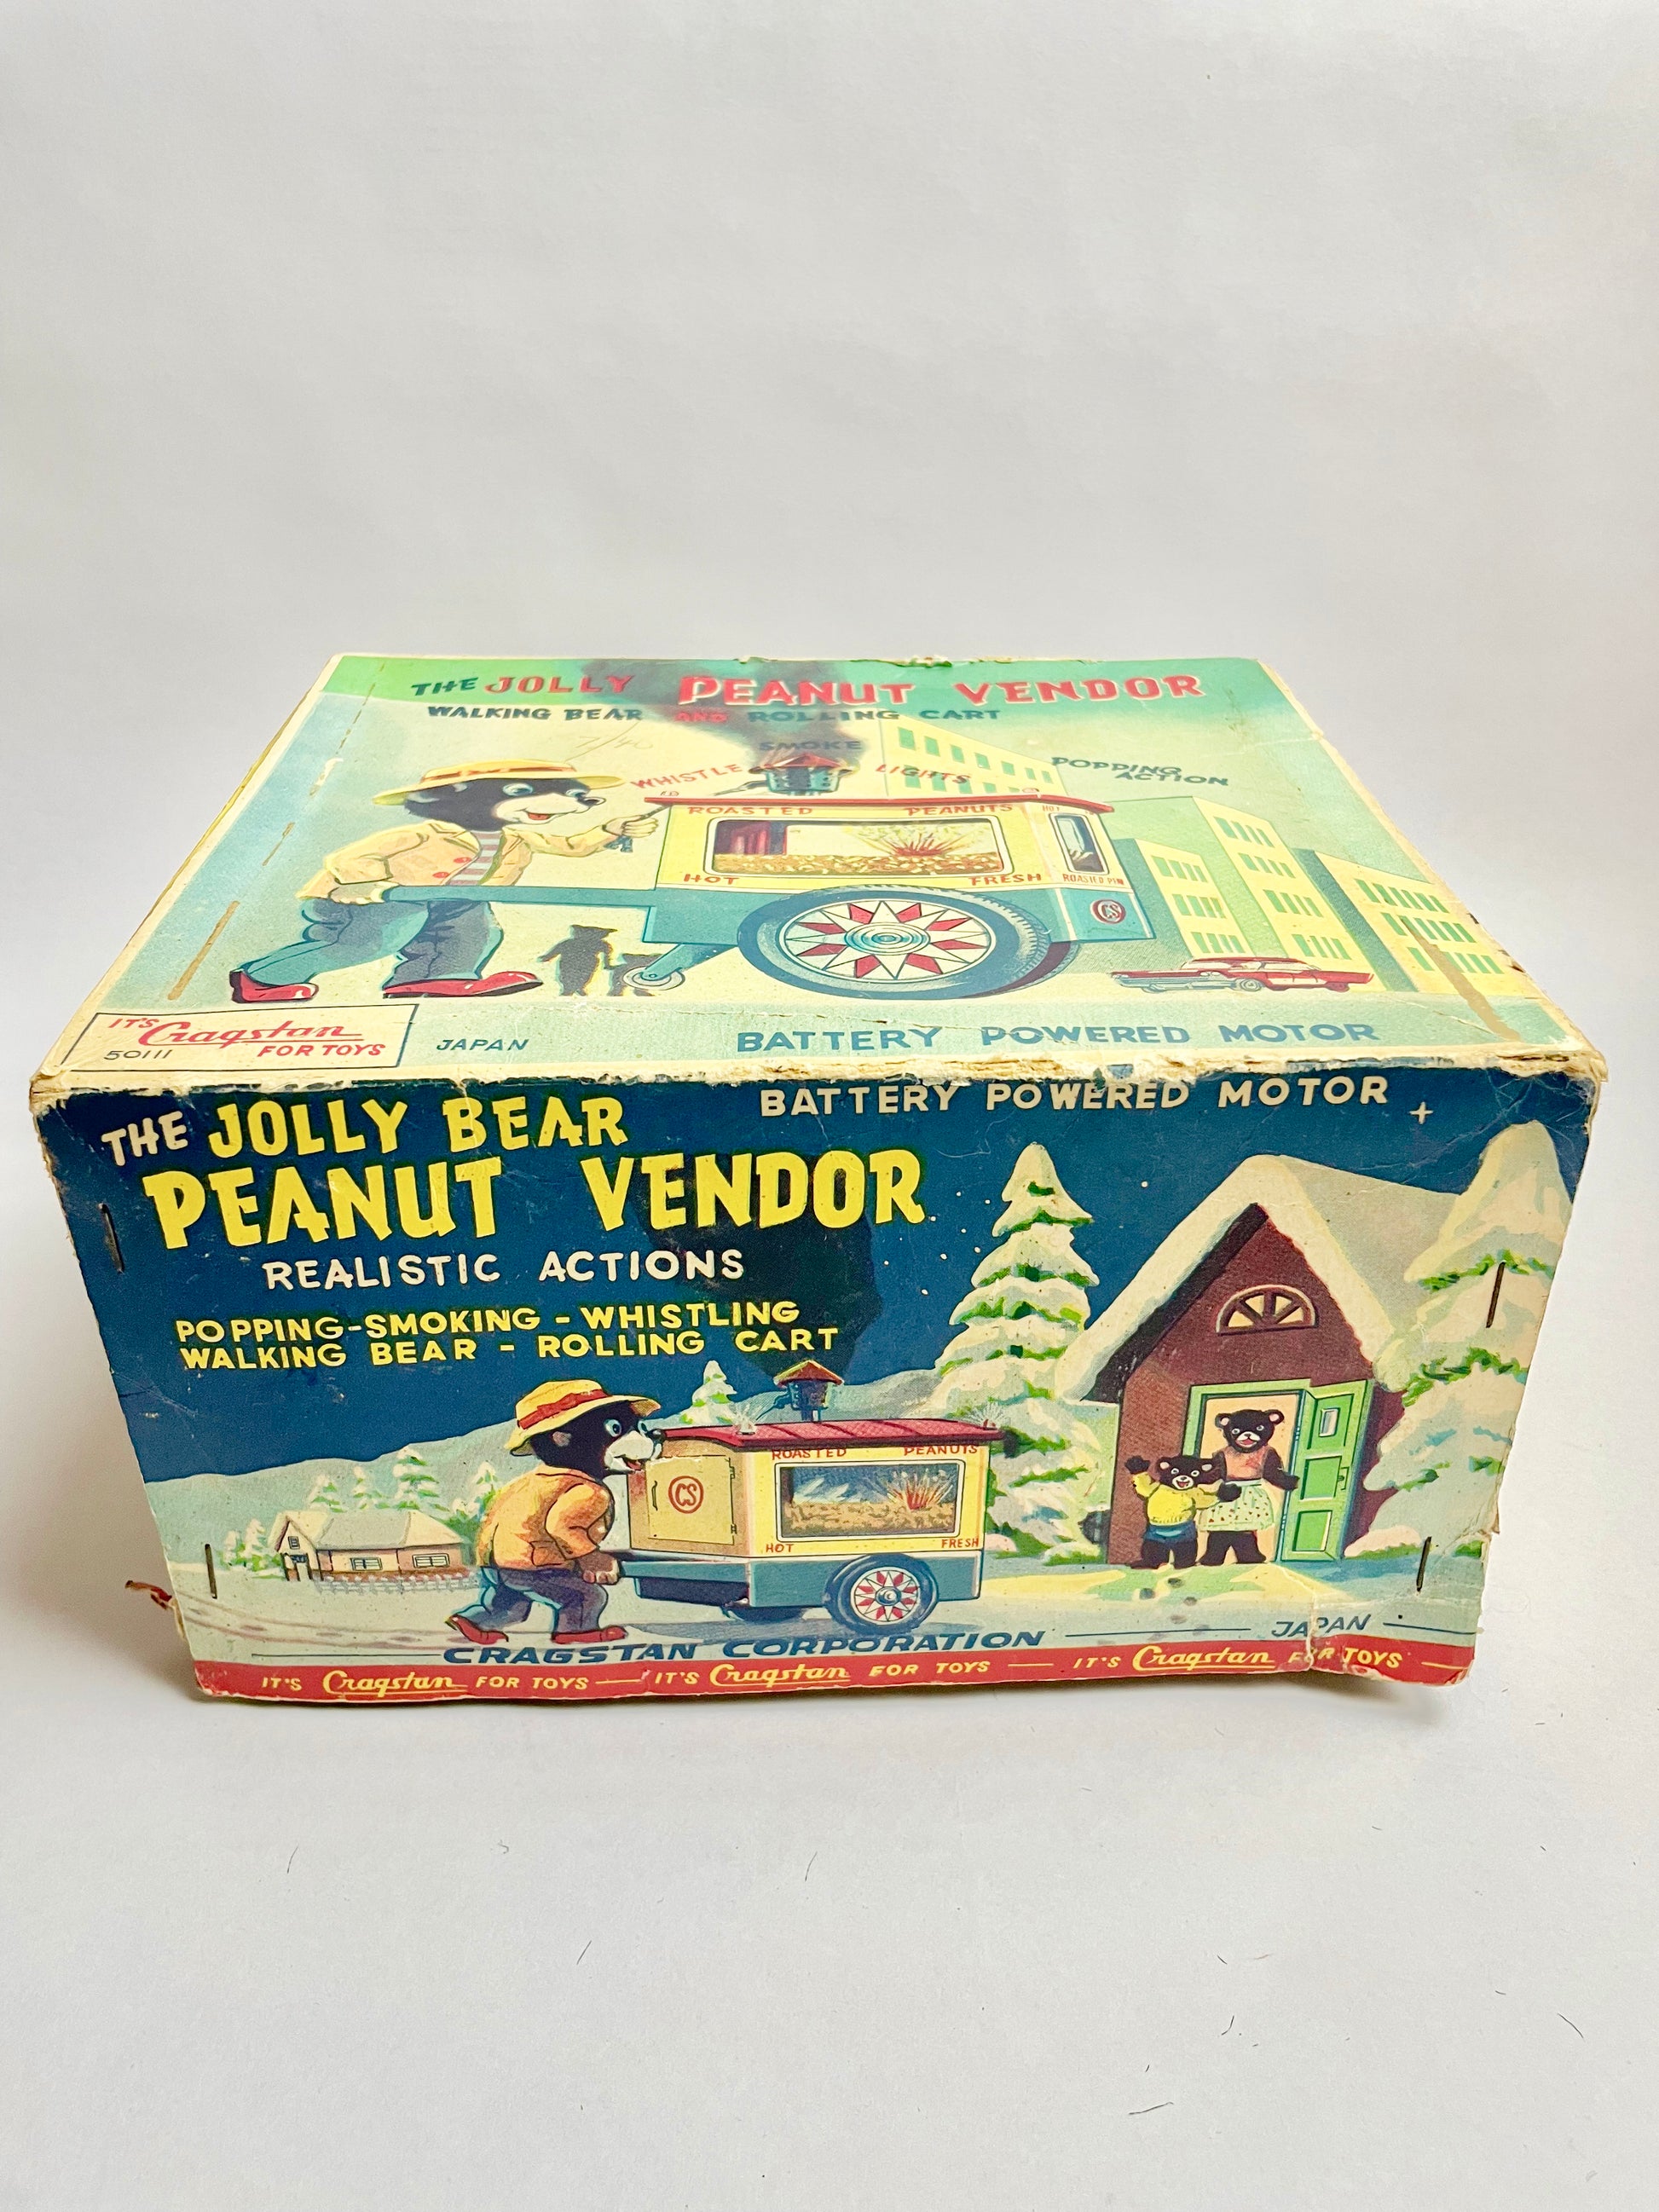 THE JOLLY PEANUT VENDOR
WALKING BEAR AND ROLLING CART
SMOKE
WHISTLE
LIGHTS
POPPING
ACTION
ROASTED PEANUTS
HOT
HOT FRESH
CS
IT'S Cragstan
50111 FOR TOYS
JAPAN
BATTERY POWERED MOTOR
BATTERY POWERED MOTOR
THE JOLLY BEAR
PEANUT VENDOR
REALISTIC ACTIONS
POPPING-SMOKING-WHISTLING
WALKING BEAR - ROLLING CART
ROASTED PEANUTS
CS
HOT FRESH
CRAGSTAN CORPORATION JAPAN
IT'S Cragstan FOR TOYS — IT'S Cragstan FOR TOYS — IT'S Cragstan FOR TOYS —